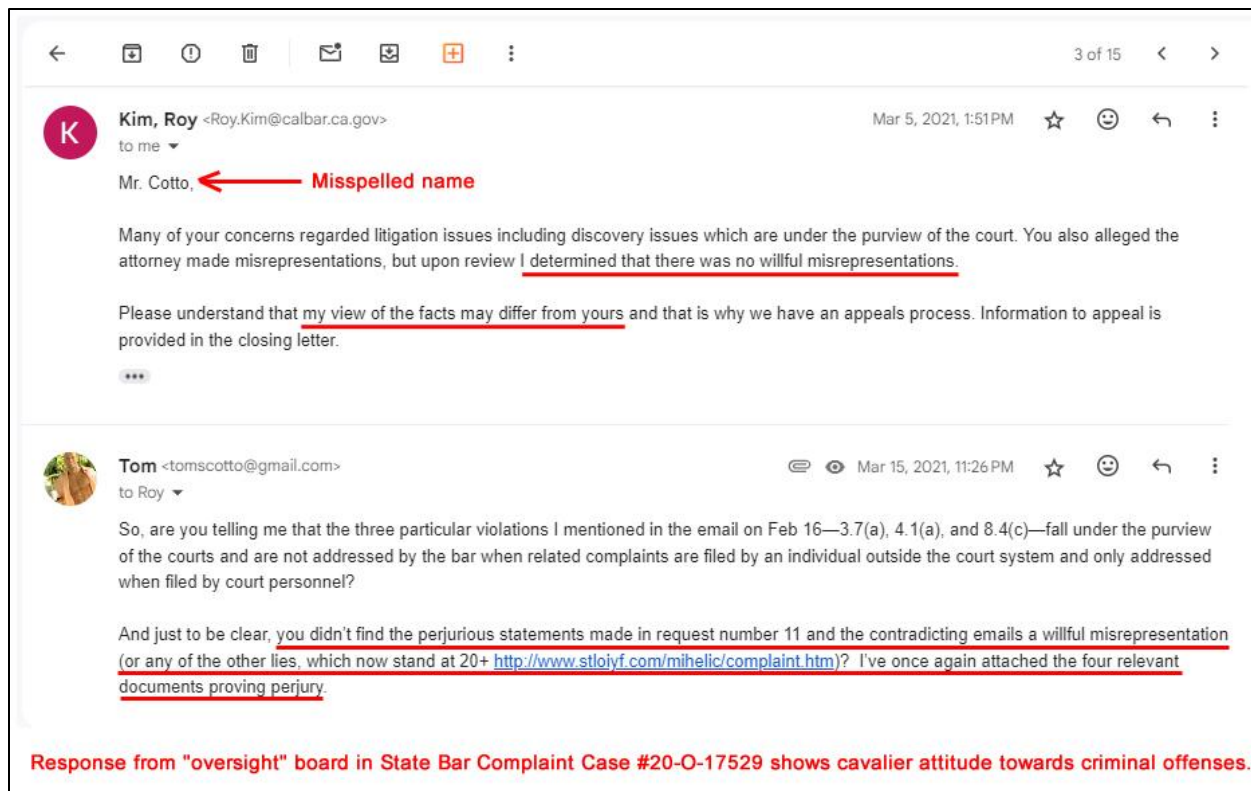 3 of 15
K
Kim, Roy <Roy.Kim@calbar.ca.gov>
Mar 5, 2021, 1:51 PM
to me
Mr. Cotto,
Misspelled name
Many of your concerns regarded litigation issues including discovery issues which are under the purview of the court. You also alleged the
attorney made misrepresentations, but upon review I determined that there was no willful misrepresentations.
Please understand that my view of the facts may differ from yours and that is why we have an appeals process. Information to appeal is
provided in the closing letter.
Tom <tomscotto@gmail.com>
Mar 15, 2021, 11:26 PM
to Roy
So, are you telling me that the three particular violations I mentioned in the email on Feb 16—3.7(a), 4.1(a), and 8.4(c)—fall under the purview
of the courts and are not addressed by the bar when related complaints are filed by an individual outside the court system and only addressed
when filed by court personnel?
And just to be clear, you didn't find the perjurious statements made in request number 11 and the contradicting emails a willful misrepresentation
(or any of the other lies, which now stand at 20+ http://www.stloiyf.com/mihelic/complaint.htm)? I've once again attached the four relevant
documents proving perjury.
Response from "oversight" board in State Bar Complaint Case #20-O-17529 shows cavalier attitude towards criminal offenses.